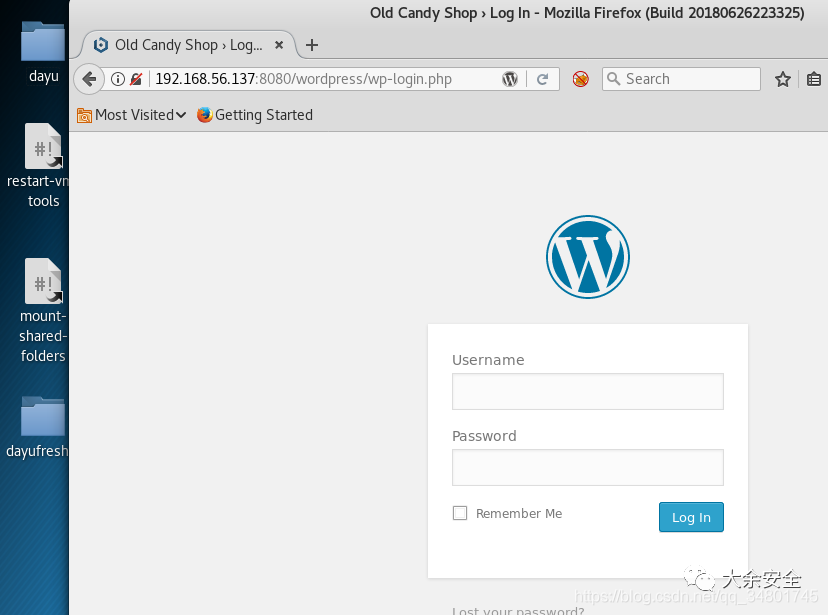 Old Candy Shop › Log In - Mozilla Firefox (Build 20180626223325)
dayu
Old Candy Shop › Log...
192.168.56.137:8080/wordpress/wp-login.php
Search
Most Visited
Getting Started
#!
restart-vm
tools
#!
mount-
shared-
folders
dayufresh
W
Username
Password
Remember Me
Log In
大余安全
https://blog.csdn.net/qq_34801745
Lost your password?